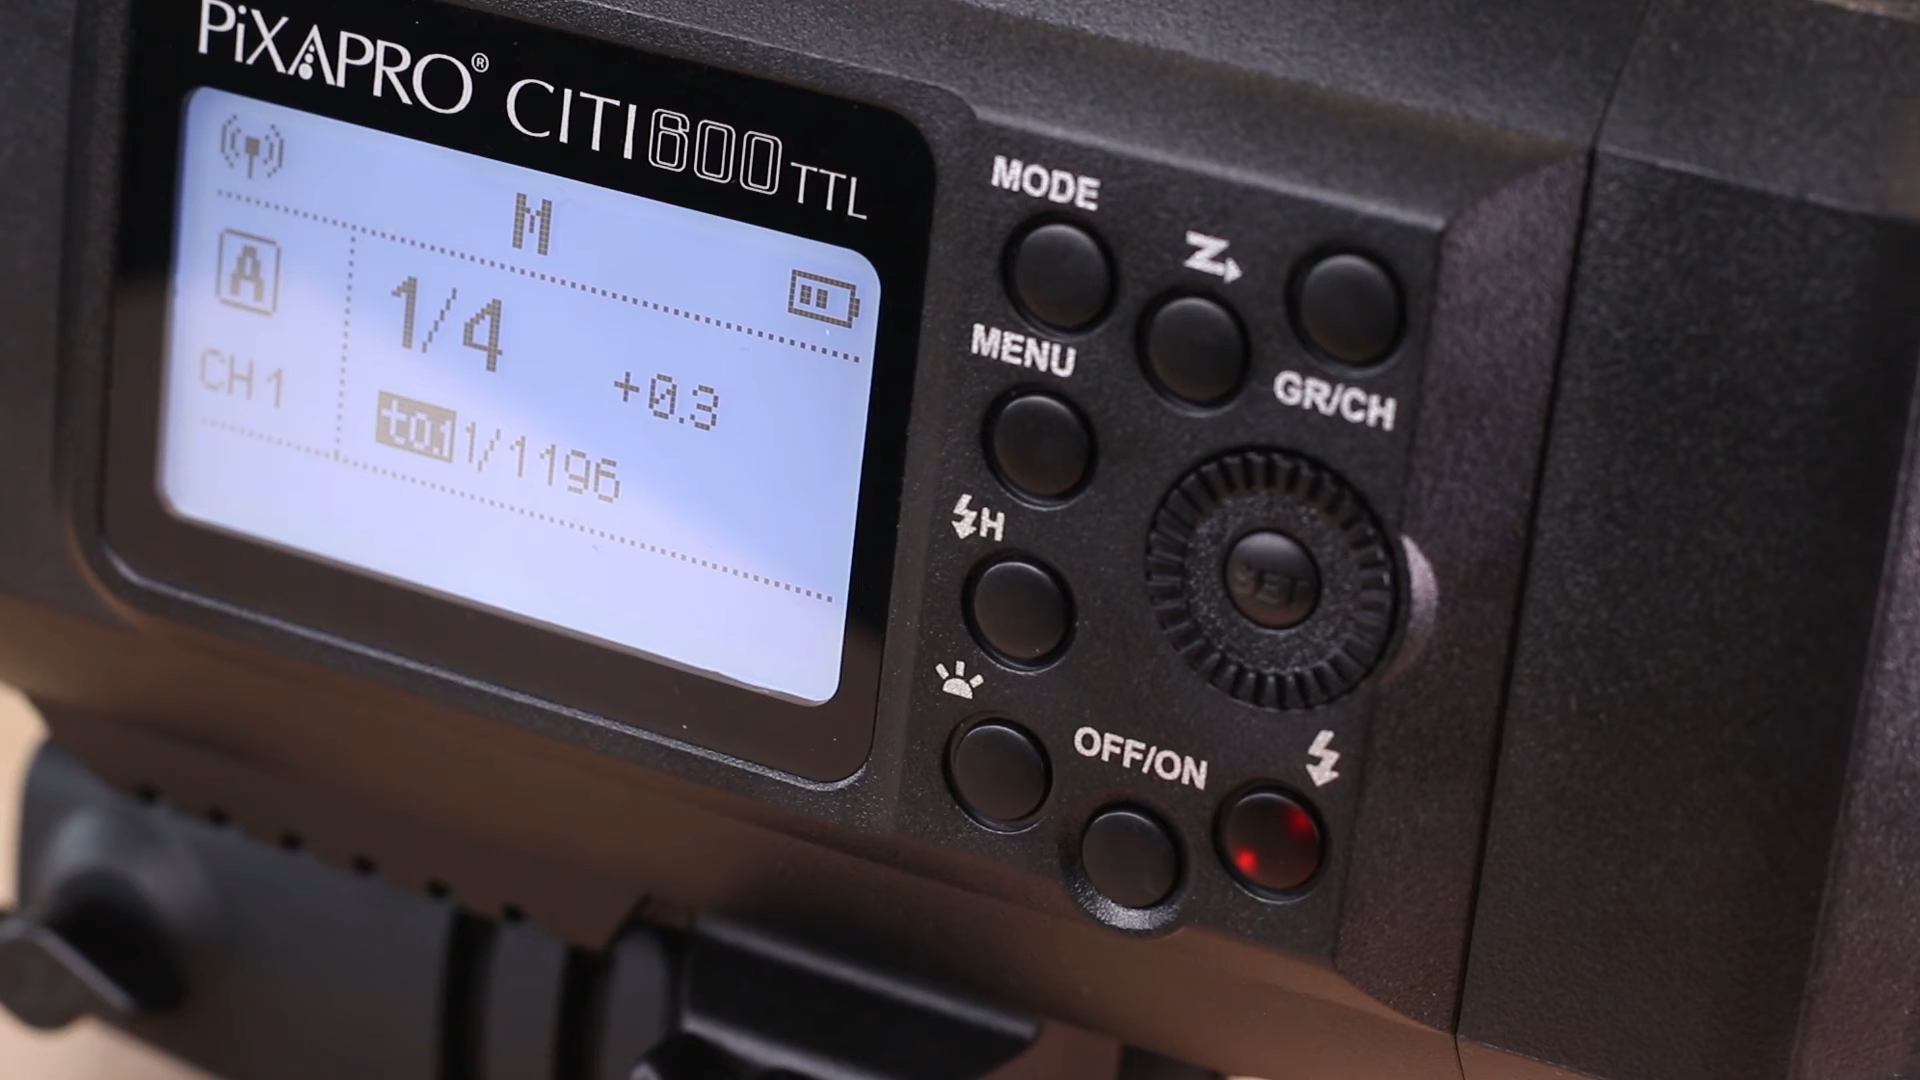 PiXAPRO® CITI600 TTL
M
A
1/4
+0.3
CH 1
t0.1 1/1196
MODE
MENU
GR/CH
H
SET
OFF/ON